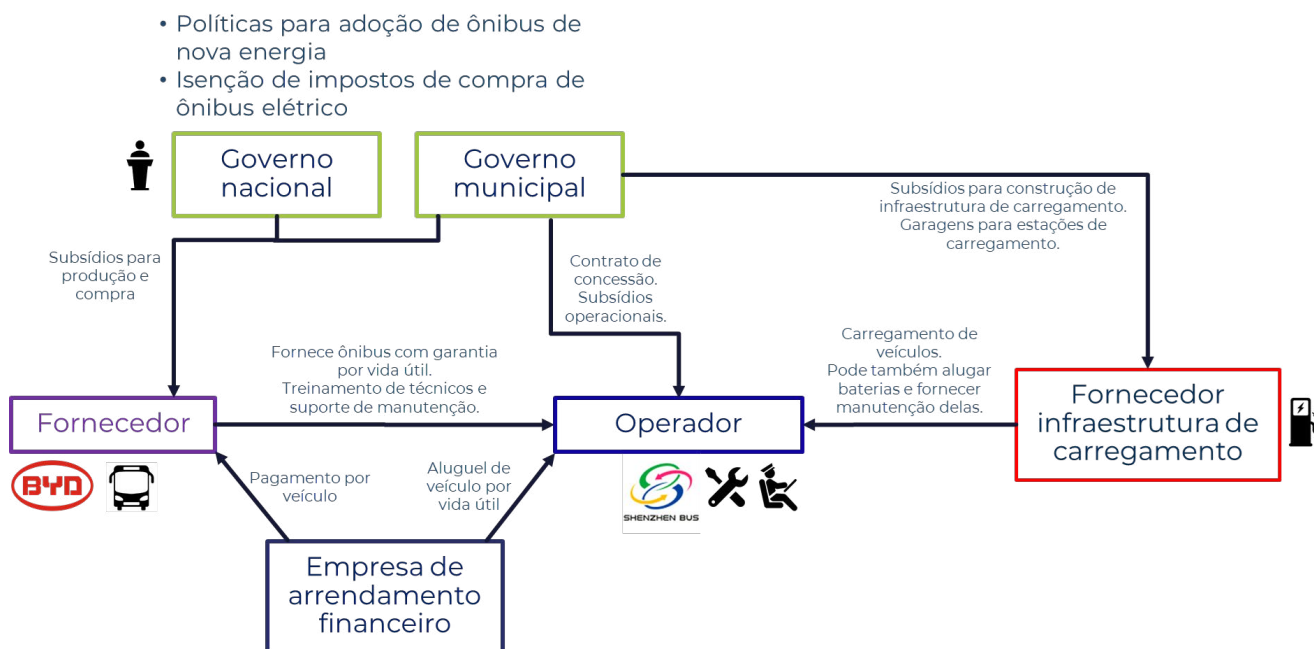 • Políticas para adoção de ônibus de
nova energia
• Isenção de impostos de compra de
ônibus elétrico
Governo
nacional
Governo
municipal
Subsídios para construção de
infraestrutura de carregamento.
Garagens para estações de
carregamento.
Subsídios para
produção e
compra
Contrato de
concessão.
Subsídios
operacionais.
Fornece ônibus com garantia
por vida útil.
Treinamento de técnicos e
suporte de manutenção.
Carregamento de
veículos.
Pode também alugar
baterias e fornecer
manutenção delas.
Fornecedor
Operador
Fornecedor
infraestrutura de
carregamento
BYD
Pagamento por
veículo
Aluguel de
veículo por
vida útil
SHENZHEN BUS
Empresa de
arrendamento
financeiro